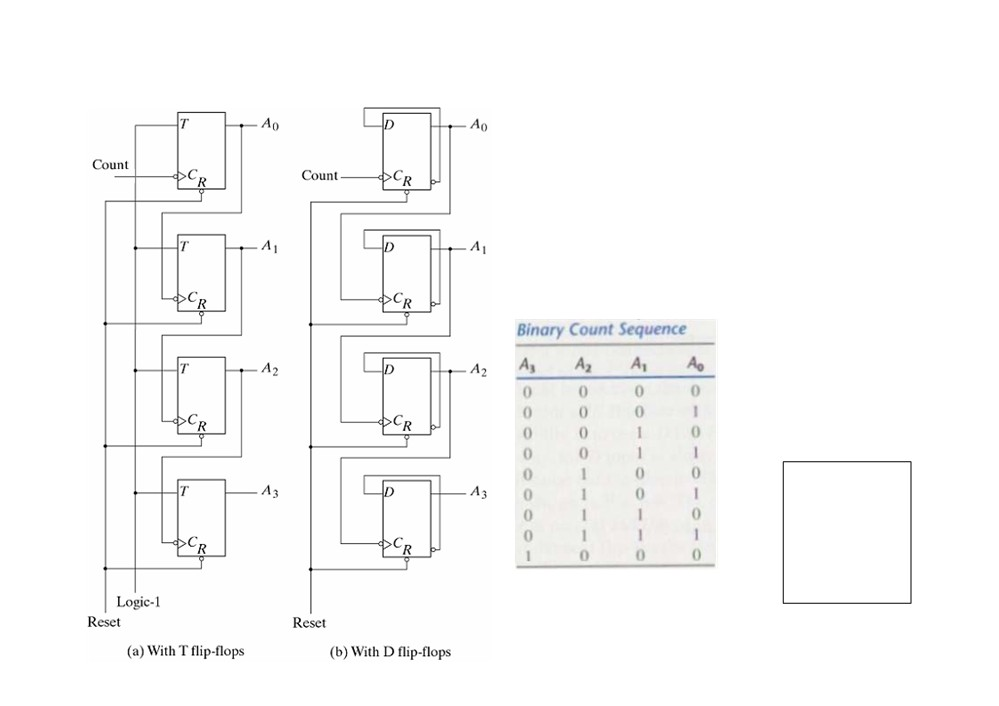 T
A0
Count
C
R
T
A1
C
R
T
A2
C
R
T
A3
C
R
Logic-1
Reset
(a) With T flip-flops
D
A0
Count
C
R
D
A1
C
R
D
A2
C
R
D
A3
C
R
Reset
(b) With D flip-flops
Binary Count Sequence
A3 A2 A1 A0
0 0 0 0
0 0 0 1
0 0 1 0
0 0 1 1
0 1 0 0
0 1 0 1
0 1 1 0
0 1 1 1
1 0 0 0